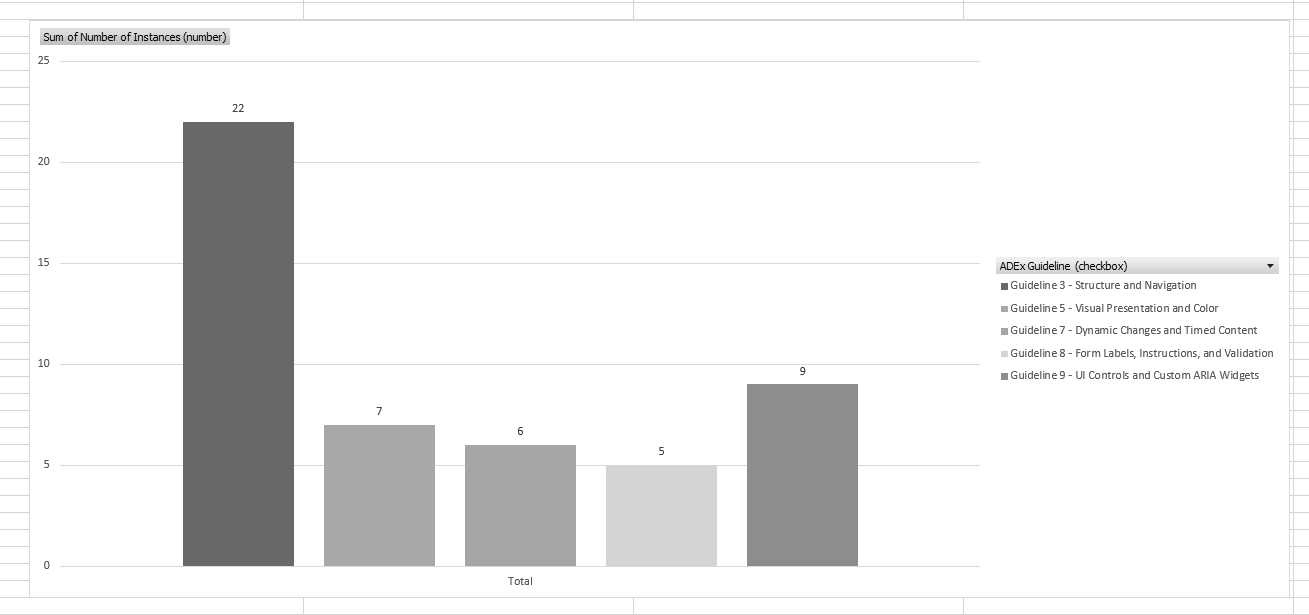 Sum of Number of Instances (number)
25
22
20
15
10
9
7
6
5
5
0
Total
ADEx Guideline (checkbox)
Guideline 3 - Structure and Navigation
Guideline 5 - Visual Presentation and Color
Guideline 7 - Dynamic Changes and Timed Content
Guideline 8 - Form Labels, Instructions, and Validation
Guideline 9 - UI Controls and Custom ARIA Widgets